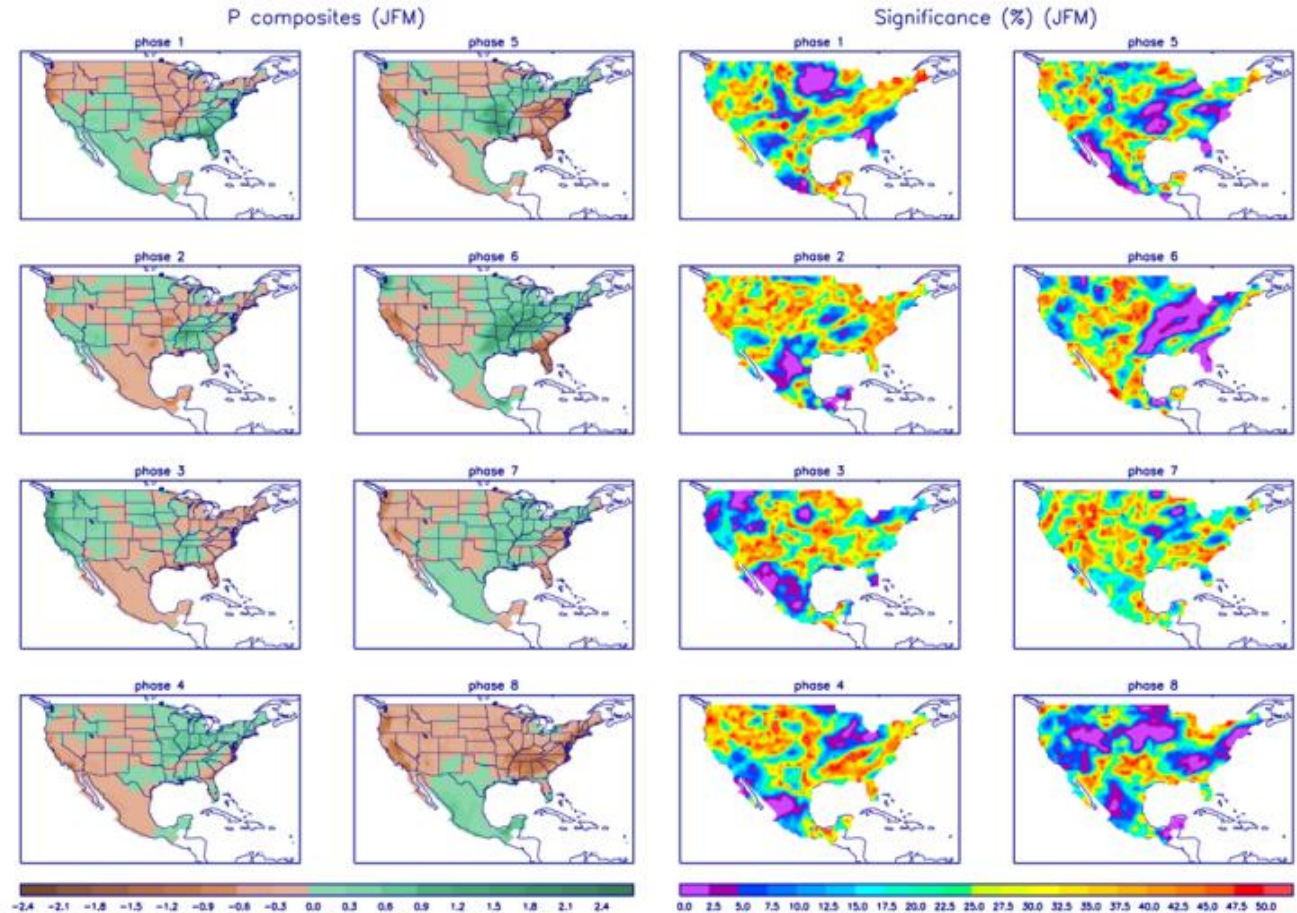 P composites (JFM) Significance (%) (JFM)
phase 1 phase 5 phase 1 phase 5
phase 2 phase 6 phase 2 phase 6
phase 3 phase 7 phase 3 phase 7
phase 4 phase 8 phase 4 phase 8
-2.4 -2.1 -1.8 -1.5 -1.2 -0.9 -0.6 -0.3 0.0 0.3 0.6 0.9 1.2 1.5 1.8 2.1 2.4 0.0 2.5 5.0 7.5 10.0 12.5 15.0 17.5 20.0 22.5 25.0 27.5 30.0 32.5 35.0 37.5 40.0 42.5 45.0 47.5 50.0